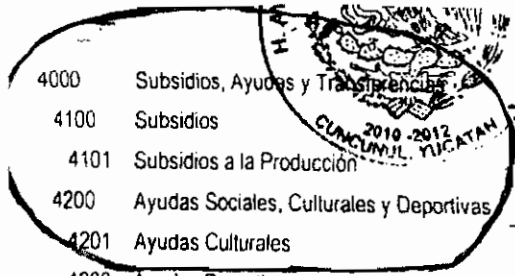 H. A
4000 Subsidios, Ayudas y Transferencias
4100 Subsidios
2010 -2012
CUNCUNUL, YUCATAN
4101 Subsidios a la Producción
4200 Ayudas Sociales, Culturales y Deportivas
4201 Ayudas Culturales